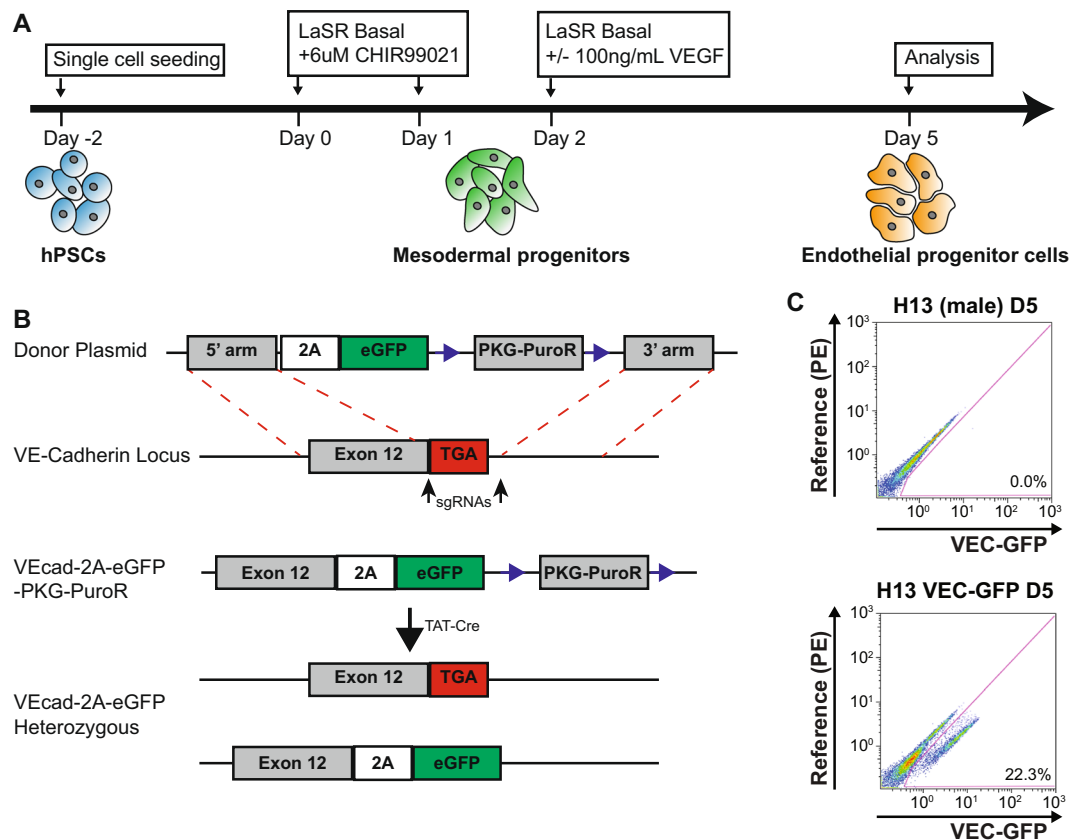 A
Single cell seeding
LaSR Basal
+6uM CHIR99021
LaSR Basal
+/- 100ng/mL VEGF
Analysis
Day -2
Day 0
Day 1
Day 2
Day 5
hPSCs
Mesodermal progenitors
Endothelial progenitor cells
B
Donor Plasmid
5' arm
2A
eGFP
PKG-PuroR
3' arm
VE-Cadherin Locus
Exon 12
TGA
sgRNAs
VEcad-2A-eGFP
-PKG-PuroR
Exon 12
2A
eGFP
PKG-PuroR
TAT-Cre
VEcad-2A-eGFP
Heterozygous
Exon 12
TGA
Exon 12
2A
eGFP
C
H13 (male) D5
Reference (PE)
10³
10²
10¹
10⁰
0.0%
10⁰
10¹
10²
10³
VEC-GFP
H13 VEC-GFP D5
Reference (PE)
10³
10²
10¹
10⁰
22.3%
10⁰
10¹
10²
10³
VEC-GFP